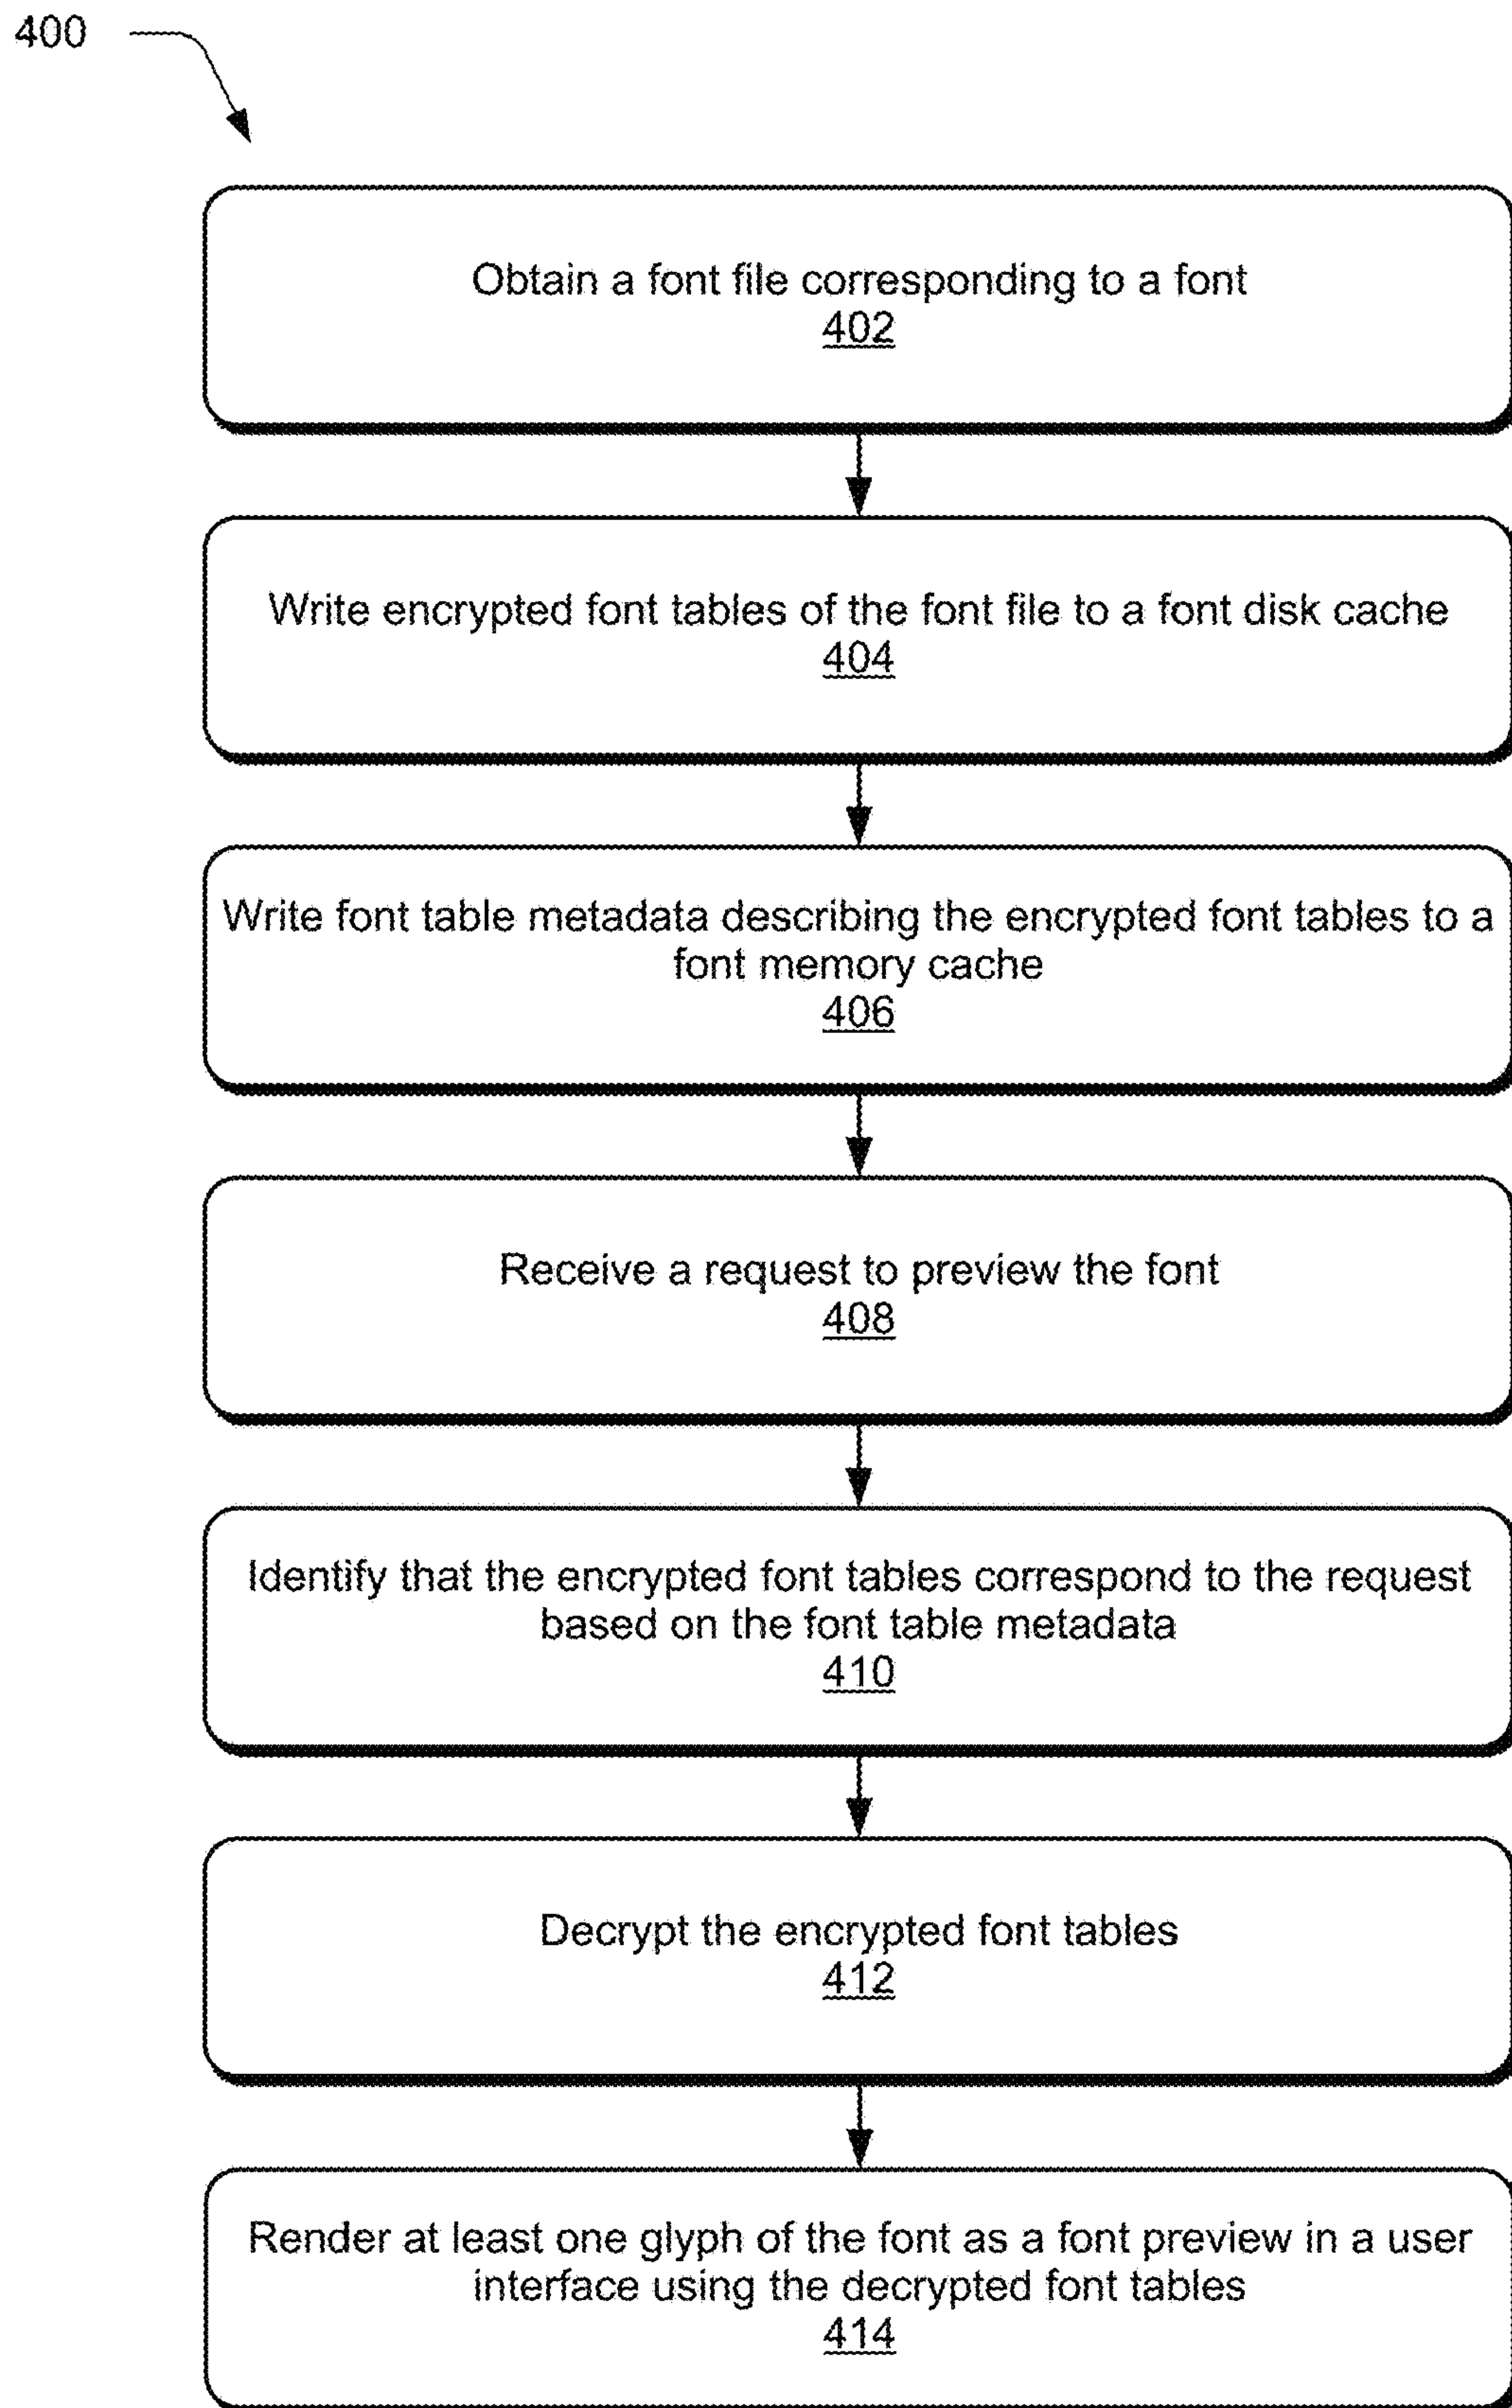 400
Obtain a font file corresponding to a font
402
Write encrypted font tables of the font file to a font disk cache
404
Write font table metadata describing the encrypted font tables to a
font memory cache
406
Receive a request to preview the font
408
Identify that the encrypted font tables correspond to the request
based on the font table metadata
410
Decrypt the encrypted font tables
412
Render at least one glyph of the font as a font preview in a user
interface using the decrypted font tables
414